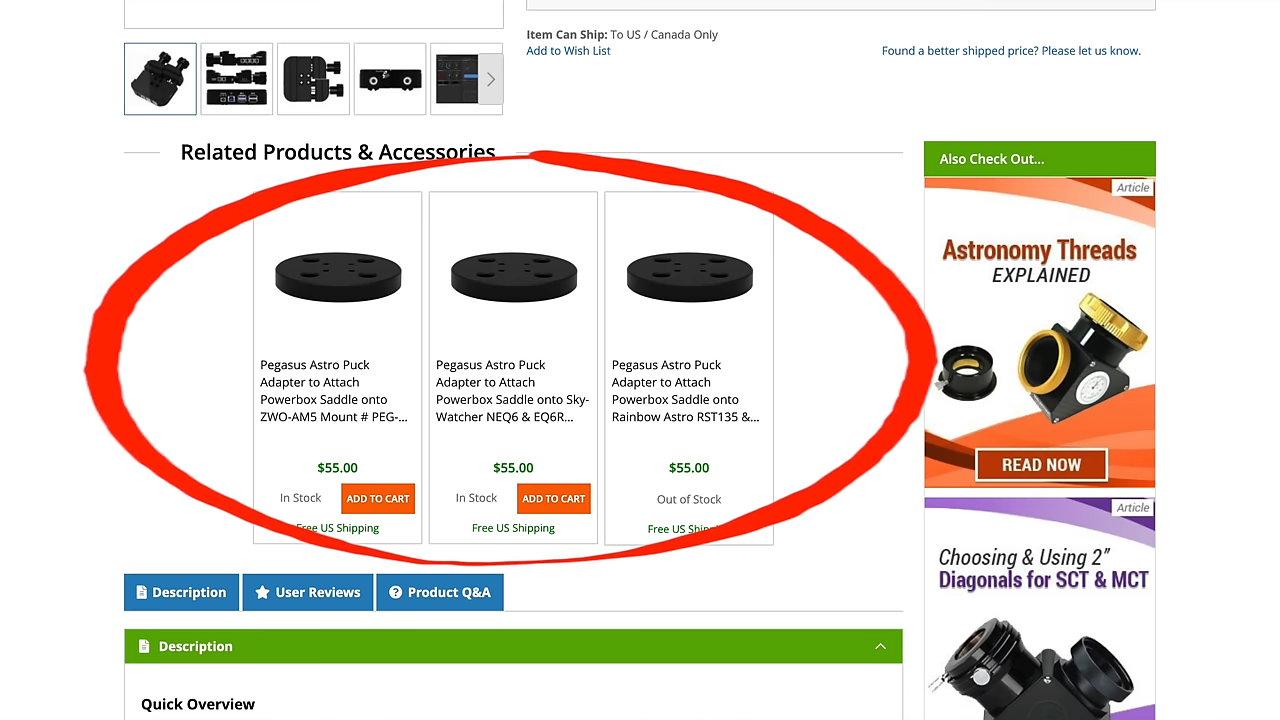 Item Can Ship: To US / Canada Only
Add to Wish List
Found a better shipped price? Please let us know.
Related Products & Accessories
Pegasus Astro Puck
Adapter to Attach
Powerbox Saddle onto
ZWO-AM5 Mount # PEG-...
$55.00
In Stock
ADD TO CART
Free US Shipping
Pegasus Astro Puck
Adapter to Attach
Powerbox Saddle onto Sky-
Watcher NEQ6 & EQ6R...
$55.00
In Stock
ADD TO CART
Free US Shipping
Pegasus Astro Puck
Adapter to Attach
Powerbox Saddle onto
Rainbow Astro RST135 &...
$55.00
Out of Stock
Free US Shipping
Also Check Out...
Article
Astronomy Threads
EXPLAINED
READ NOW
Article
Choosing & Using 2”
Diagonals for SCT & MCT
Description
User Reviews
Product Q&A
Description
Quick Overview